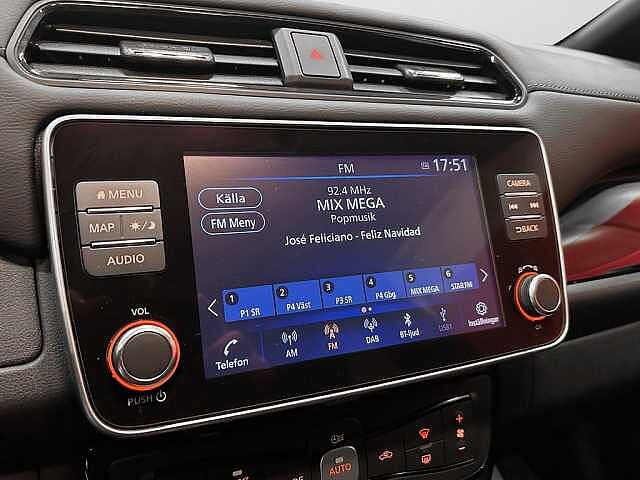 FM
17:51
MENU
MAP
AUDIO
VOL
PUSH
Källa
FM Meny
92.4 MHz
MIX MEGA
Popmusik
José Feliciano - Feliz Navidad
1 P1 SR
2 P4 Väst
3 P3 SR
4 P4 Gbg
5 MIX MEGA
6 STAR FM
Telefon
AM
FM
DAB
BT-ljud
USB1
Inställningar
CAMERA
BACK
AUTO